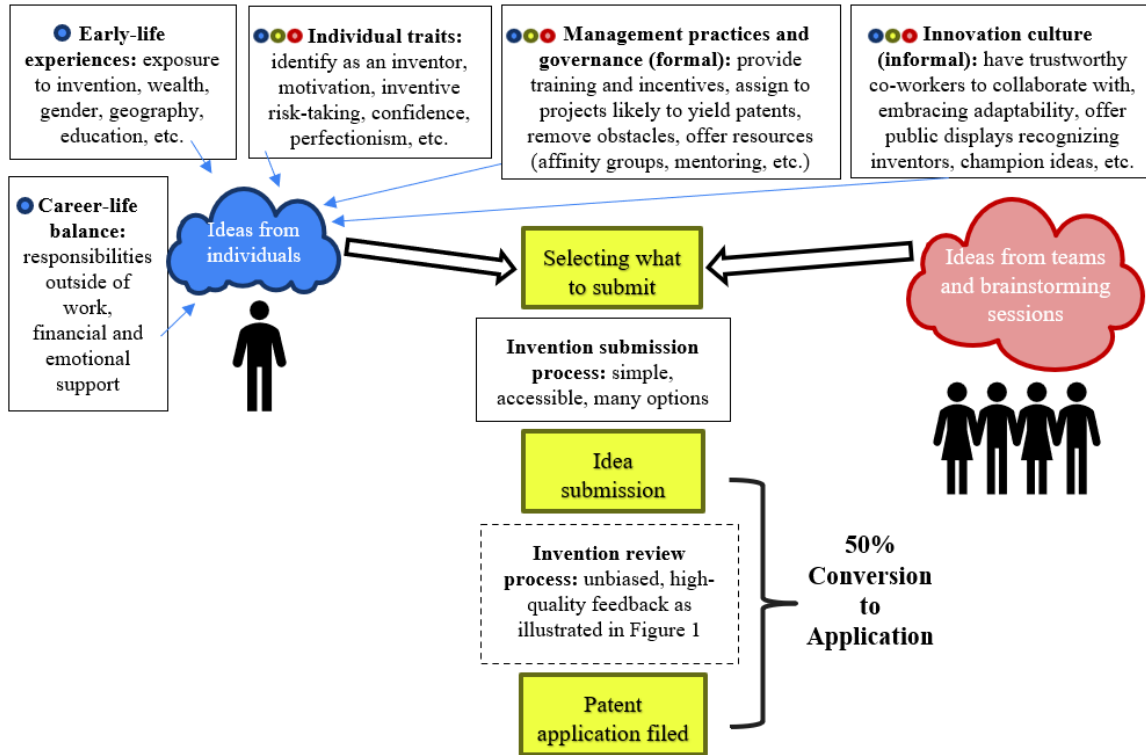 Early-life
experiences: exposure
to invention, wealth,
gender, geography,
education, etc.
Individual traits:
identify as an inventor,
motivation, inventive
risk-taking, confidence,
perfectionism, etc.
Management practices and
governance (formal): provide
training and incentives, assign to
projects likely to yield patents,
remove obstacles, offer resources
(affinity groups, mentoring, etc.)
Innovation culture
(informal): have trustworthy
co-workers to collaborate with,
embracing adaptability, offer
public displays recognizing
inventors, champion ideas, etc.
Career-life
balance:
responsibilities
outside of
work,
financial and
emotional
support
Ideas from
individuals
Selecting what
to submit
Ideas from teams
and brainstorming
sessions
Invention submission
process: simple,
accessible, many options
Idea
submission
Invention review
process: unbiased, high-
quality feedback as
illustrated in Figure 1
50%
Conversion
to
Application
Patent
application filed